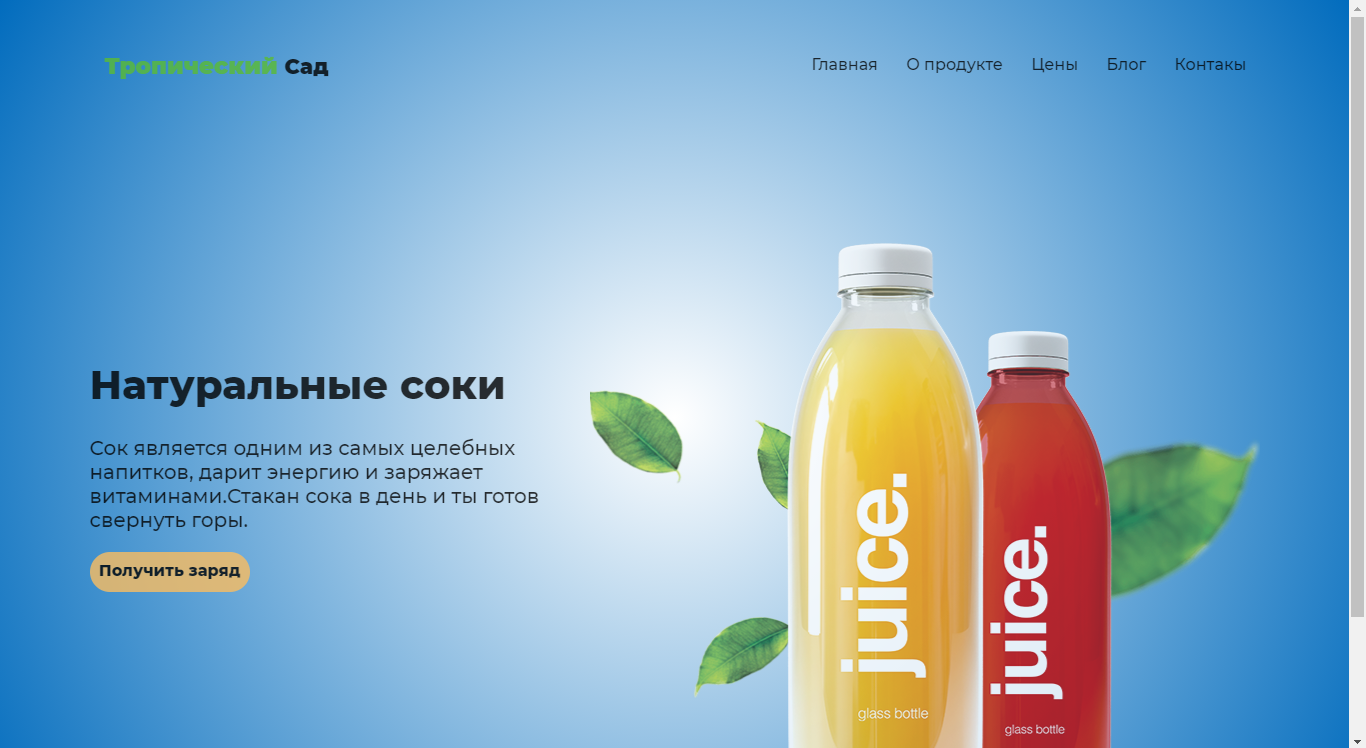 Тропический Сад
Главная О продукте Цены Блог Контакы
Натуральные соки
Сок является одним из самых целебных
напитков, дарит энергию и заряжает
витаминами.Стакан сока в день и ты готов
свернуть горы.
Получить заряд
juice.
glass bottle
juice.
glass bottle